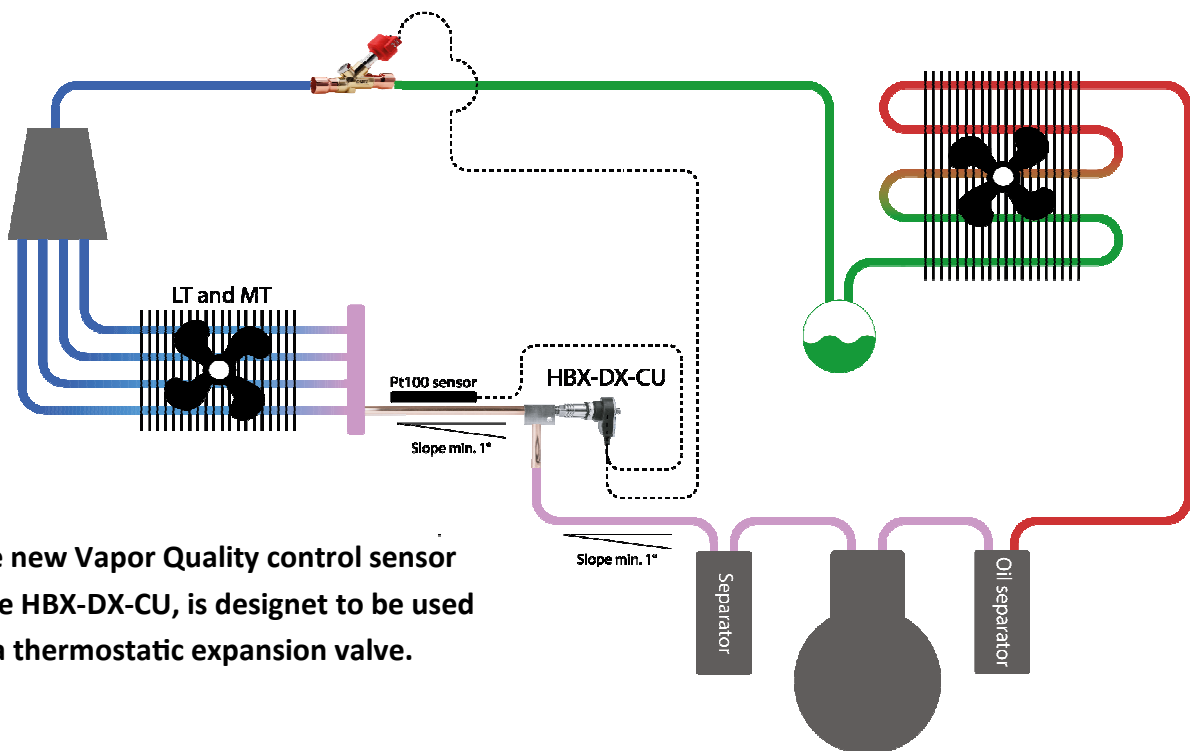 LT and MT
Pt100 sensor
HBX-DX-CU
Slope min. 1°
Slope min. 1°
Separator
Oil separator
new Vapor Quality control sensor
HBX-DX-CU, is designet to be used
a thermostatic expansion valve.